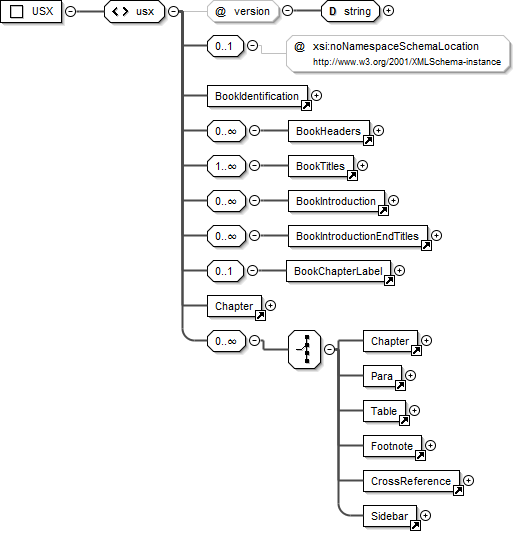 USX
usx
@ version
D string
0..1
@ xsi:noNamespaceSchemaLocation
http://www.w3.org/2001/XMLSchema-instance
BookIdentification
0..∞
BookHeaders
1..∞
BookTitles
0..∞
BookIntroduction
0..∞
BookIntroductionEndTitles
0..1
BookChapterLabel
Chapter
0..∞
Chapter
Para
Table
Footnote
CrossReference
Sidebar